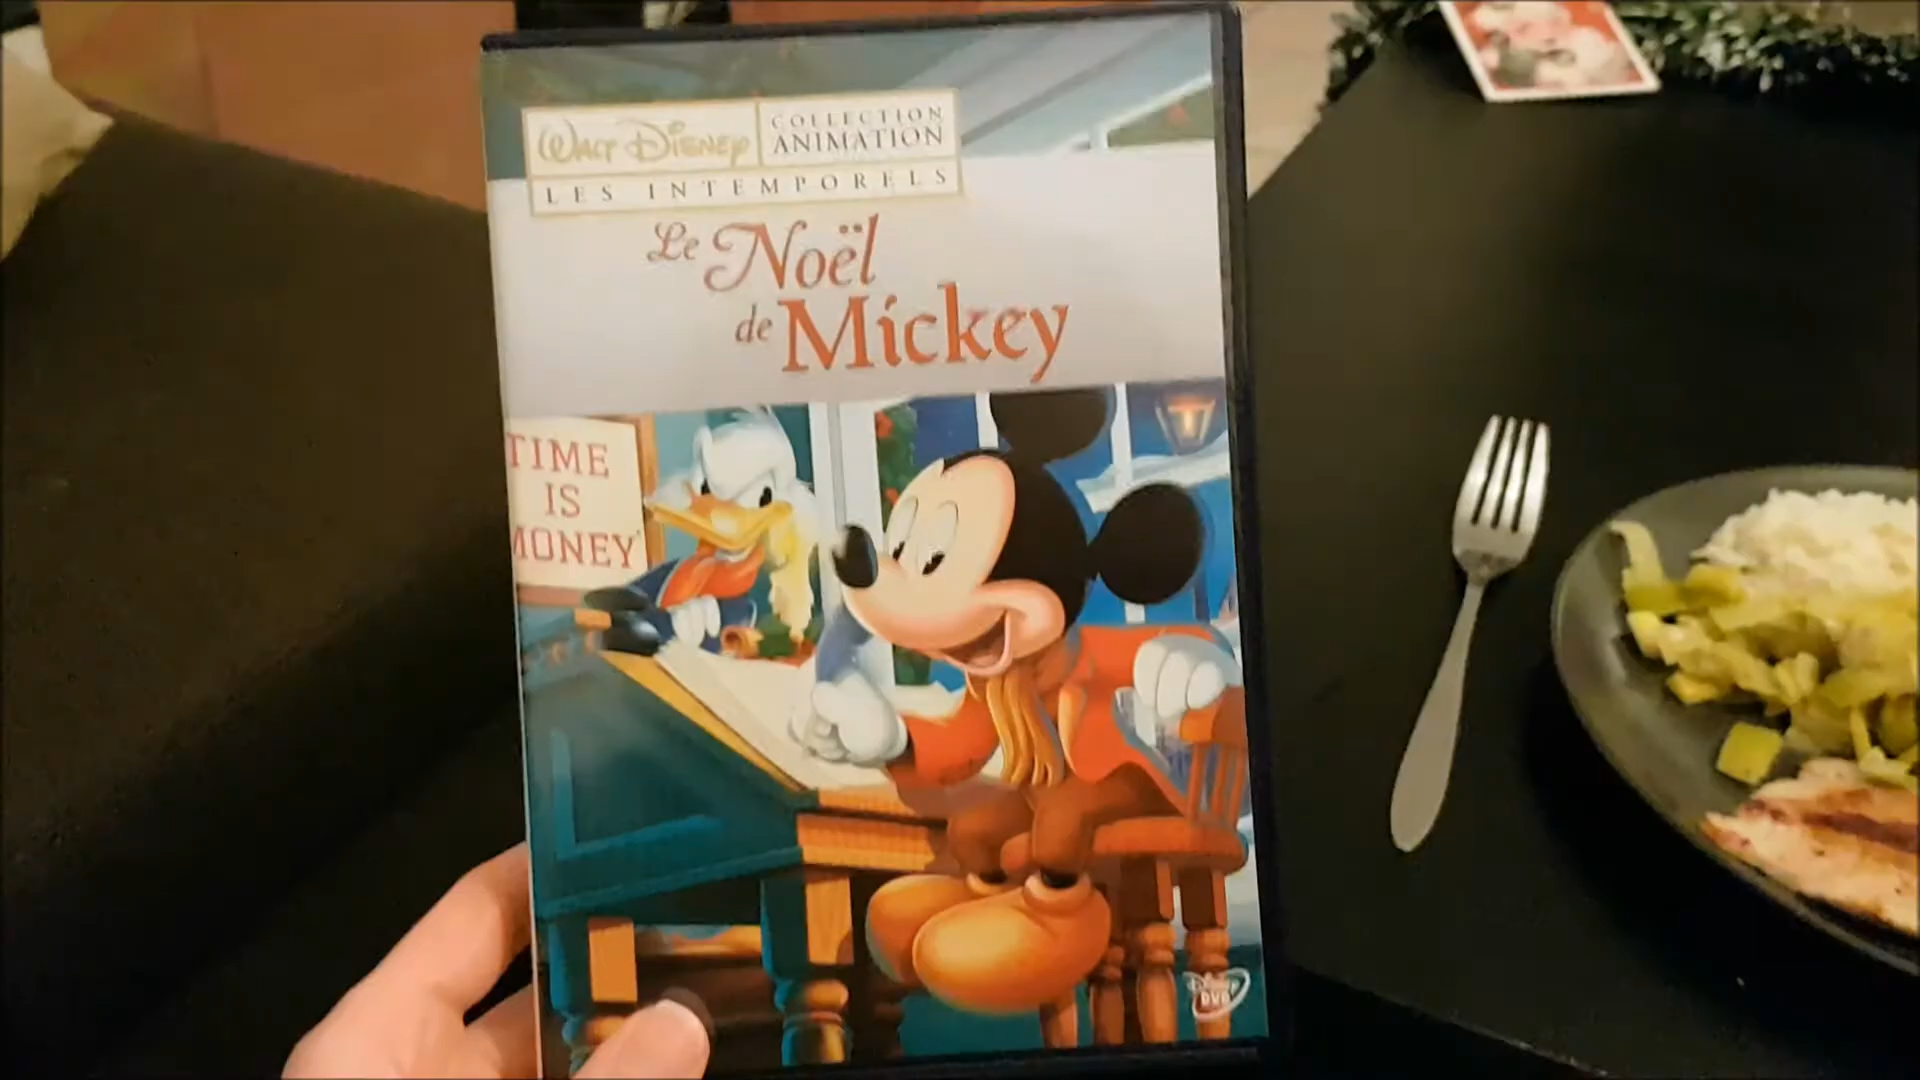 WALT DISNEY
COLLECTION
ANIMATION
LES INTEMPORELS
Le Noël
de Mickey
TIME
IS
MONEY
Disney
DVD